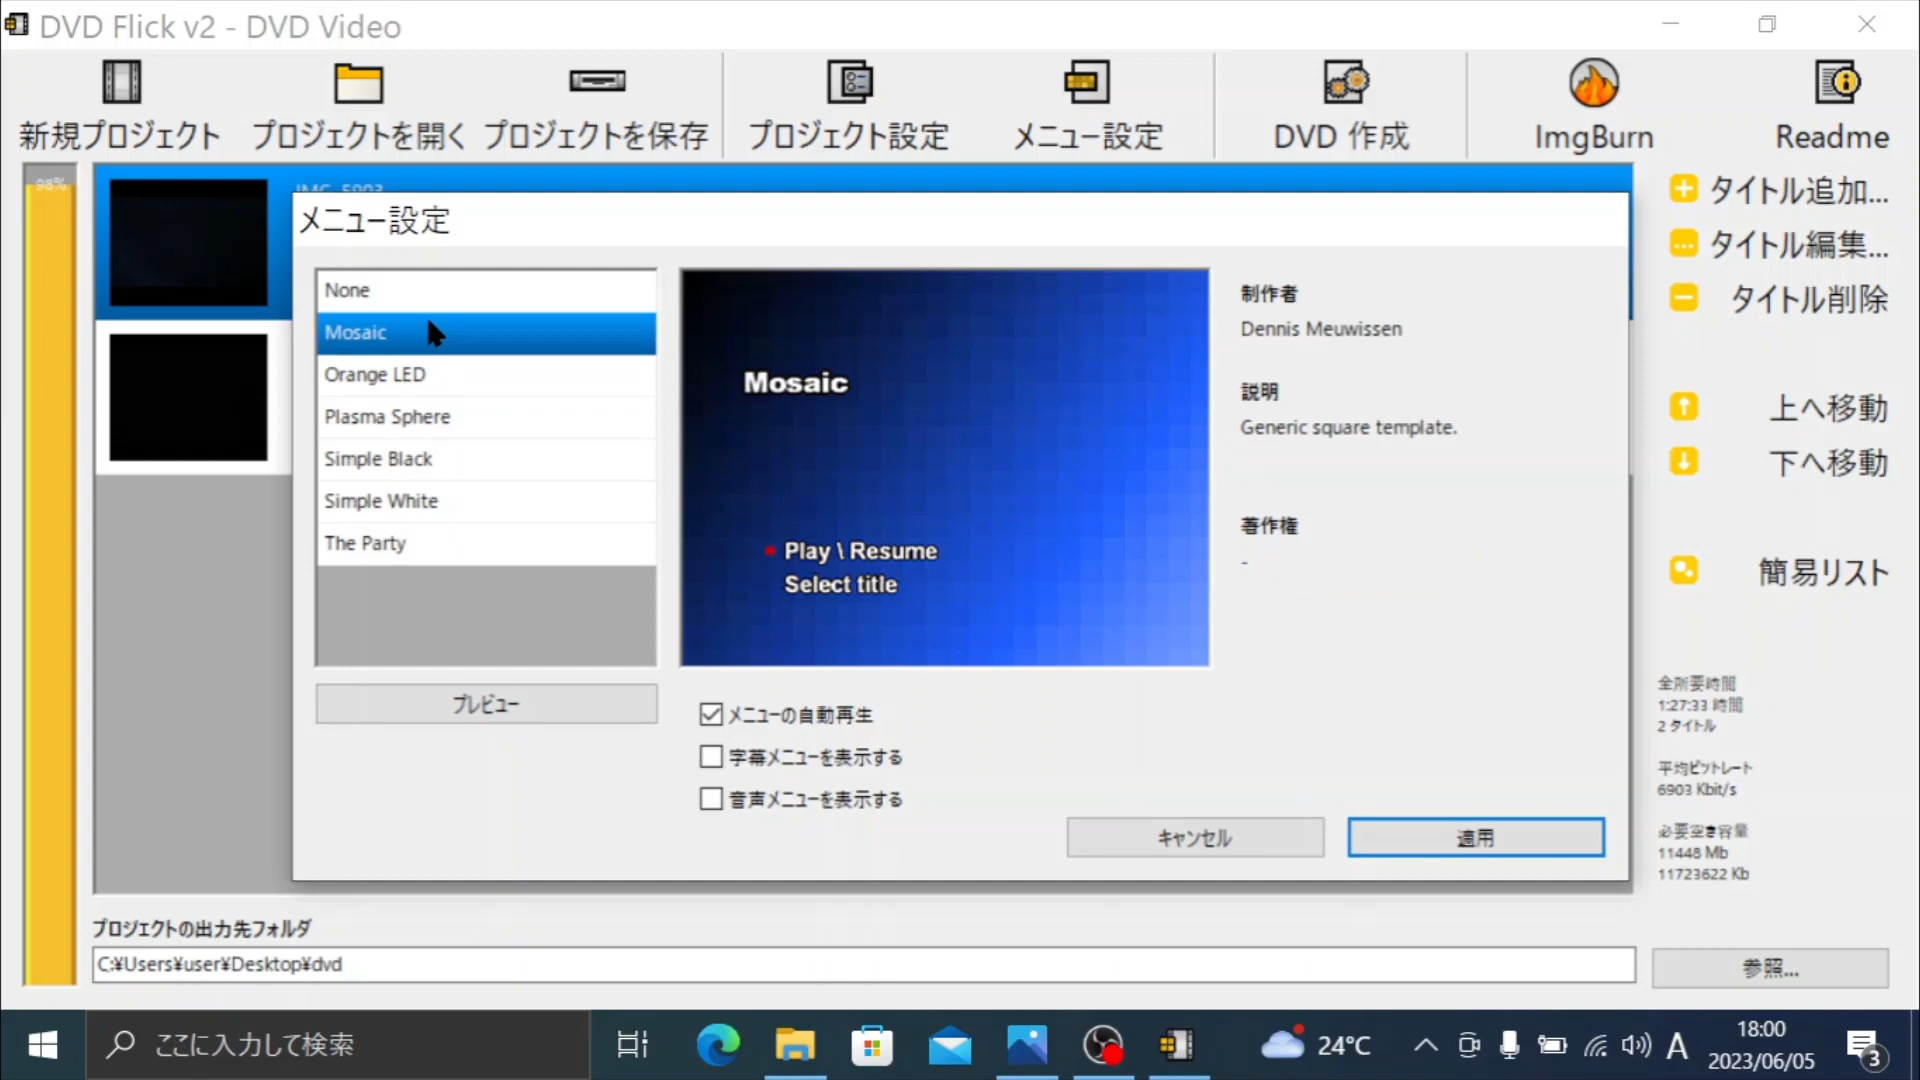 DVD Flick v2 - DVD Video
新規プロジェクト
プロジェクトを開く
プロジェクトを保存
プロジェクト設定
メニュー設定
DVD 作成
ImgBurn
Readme
98%
IMG_5903
メニュー設定
None
Mosaic
Orange LED
Plasma Sphere
Simple Black
Simple White
The Party
プレビュー
Mosaic
Play \ Resume
Select title
メニューの自動再生
字幕メニューを表示する
音声メニューを表示する
制作者
Dennis Meuwissen
説明
Generic square template.
著作権
-
キャンセル
適用
タイトル追加...
タイトル編集...
タイトル削除
上へ移動
下へ移動
簡易リスト
全所要時間
1:27:33 時間
2 タイトル
平均ビットレート
6903 Kbit/s
必要空き容量
11448 Mb
11723622 Kb
プロジェクトの出力先フォルダ
C:¥Users¥user¥Desktop¥dvd
参照...
ここに入力して検索
24°C
A
18:00
2023/06/05
3